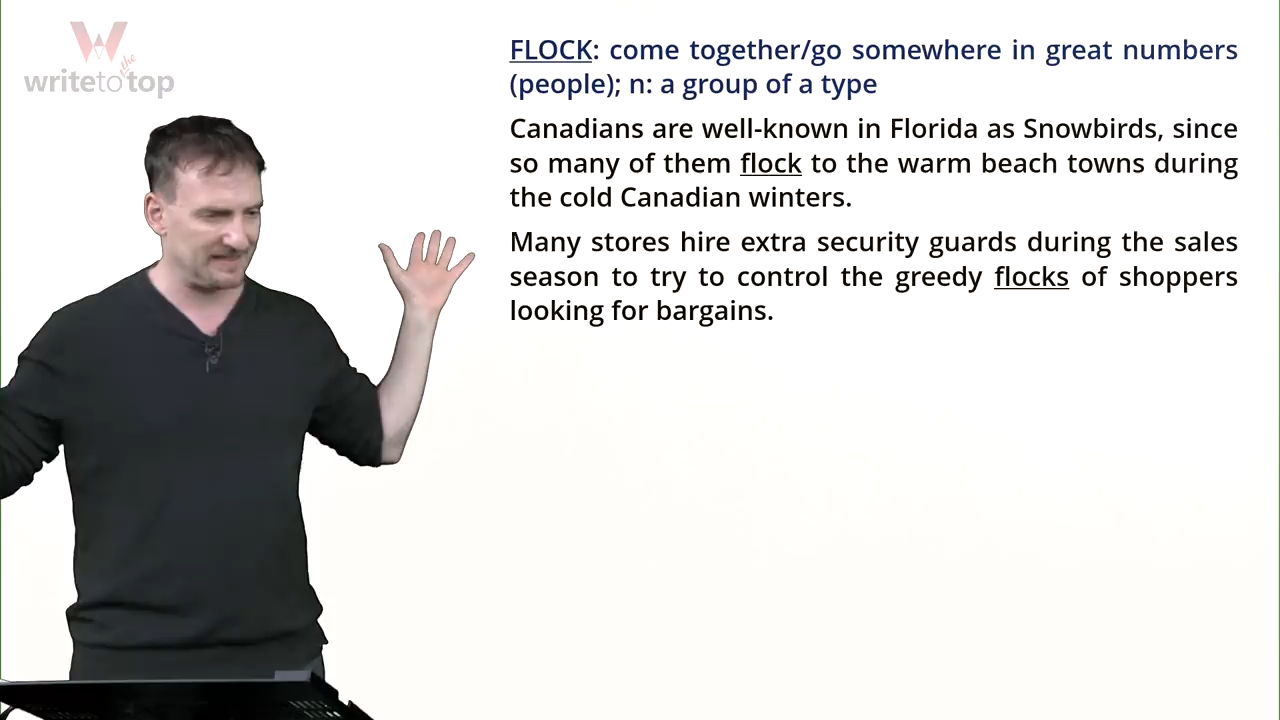 W
writetothetop
FLOCK: come together/go somewhere in great numbers
(people); n: a group of a type
Canadians are well-known in Florida as Snowbirds, since
so many of them flock to the warm beach towns during
the cold Canadian winters.
Many stores hire extra security guards during the sales
season to try to control the greedy flocks of shoppers
looking for bargains.